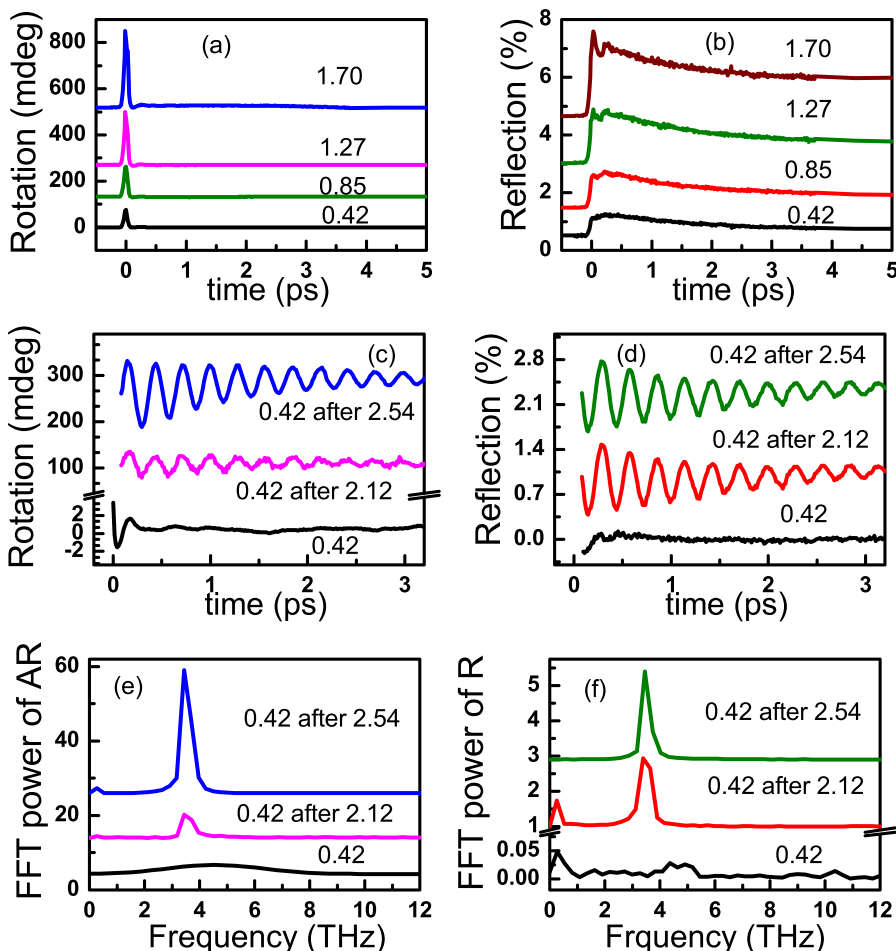 Rotation (mdeg)
800
600
400
200
0
(a)
1.70
1.27
0.85
0.42
0 1 2 3 4 5
time (ps)
Reflection (%)
8
6
4
2
0
(b)
1.70
1.27
0.85
0.42
0 1 2 3 4 5
time (ps)
Rotation (mdeg)
300
200
100
2
0
-2
(c)
0.42 after 2.54
0.42 after 2.12
0.42
0 1 2 3
time (ps)
Reflection (%)
2.8
2.1
1.4
0.7
0.0
(d)
0.42 after 2.54
0.42 after 2.12
0.42
0 1 2 3
time (ps)
FFT power of AR
60
40
20
0
(e)
0.42 after 2.54
0.42 after 2.12
0.42
0 2 4 6 8 10 12
Frequency (THz)
FFT power of R
5
4
3
2
1
0.05
0.00
(f)
0.42 after 2.54
0.42 after 2.12
0.42
0 2 4 6 8 10 12
Frquency (THz)